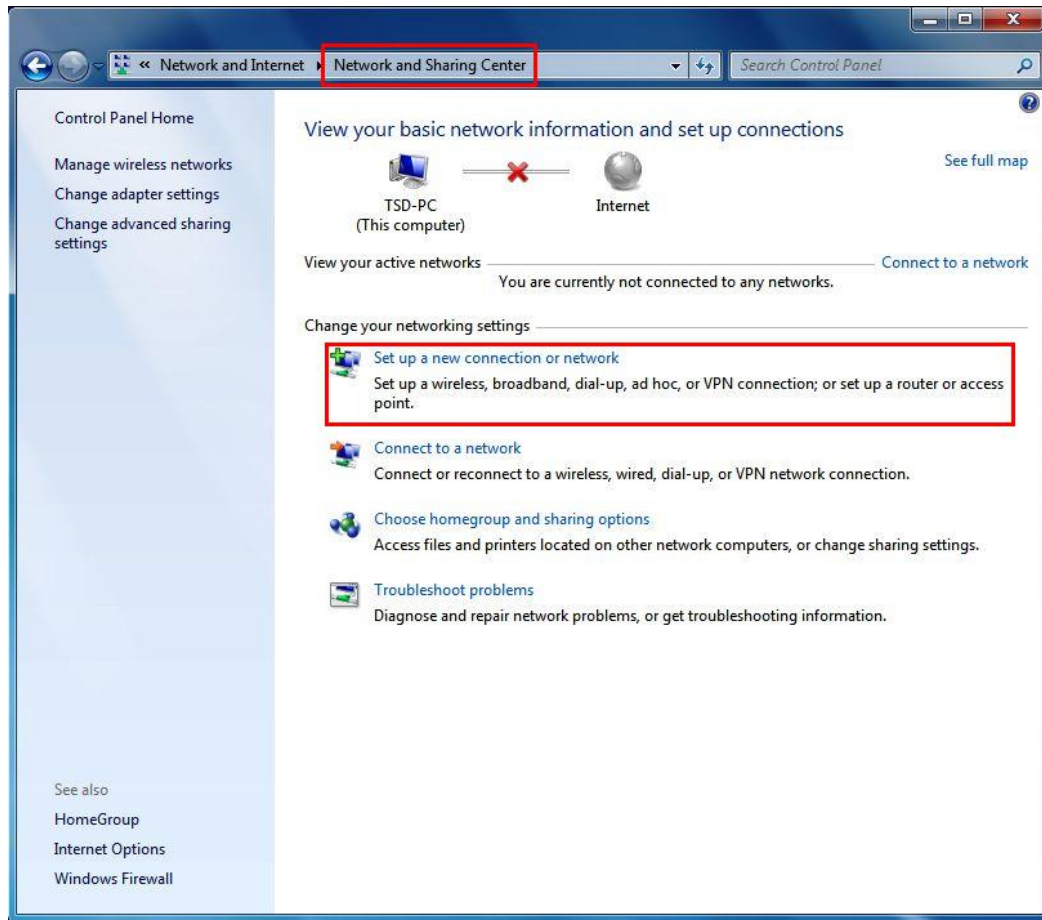 « Network and Internet ▸ Network and Sharing Center
Search Control Panel
Control Panel Home
Manage wireless networks
Change adapter settings
Change advanced sharing
settings
See also
HomeGroup
Internet Options
Windows Firewall
View your basic network information and set up connections
See full map
TSD-PC
(This computer)
Internet
View your active networks
Connect to a network
You are currently not connected to any networks.
Change your networking settings
Set up a new connection or network
Set up a wireless, broadband, dial-up, ad hoc, or VPN connection; or set up a router or access
point.
Connect to a network
Connect or reconnect to a wireless, wired, dial-up, or VPN network connection.
Choose homegroup and sharing options
Access files and printers located on other network computers, or change sharing settings.
Troubleshoot problems
Diagnose and repair network problems, or get troubleshooting information.